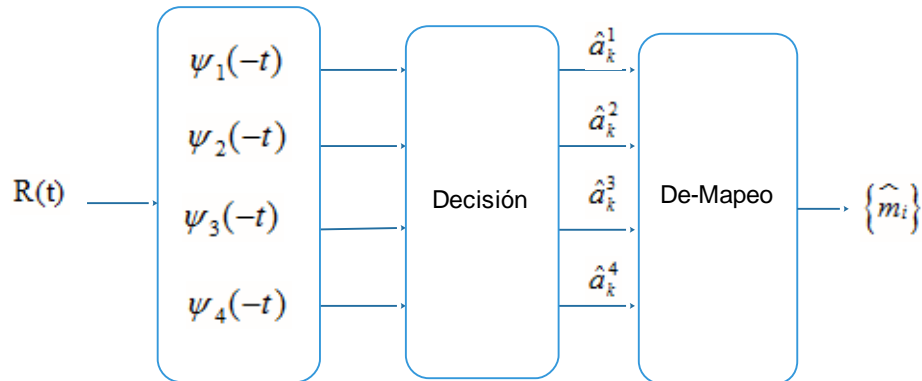 R(t)
ψ₁(−t)
ψ₂(−t)
ψ₃(−t)
ψ₄(−t)
Decisión
â¹ₖ
â²ₖ
â³ₖ
â⁴ₖ
De-Mapeo
{m̂ᵢ}